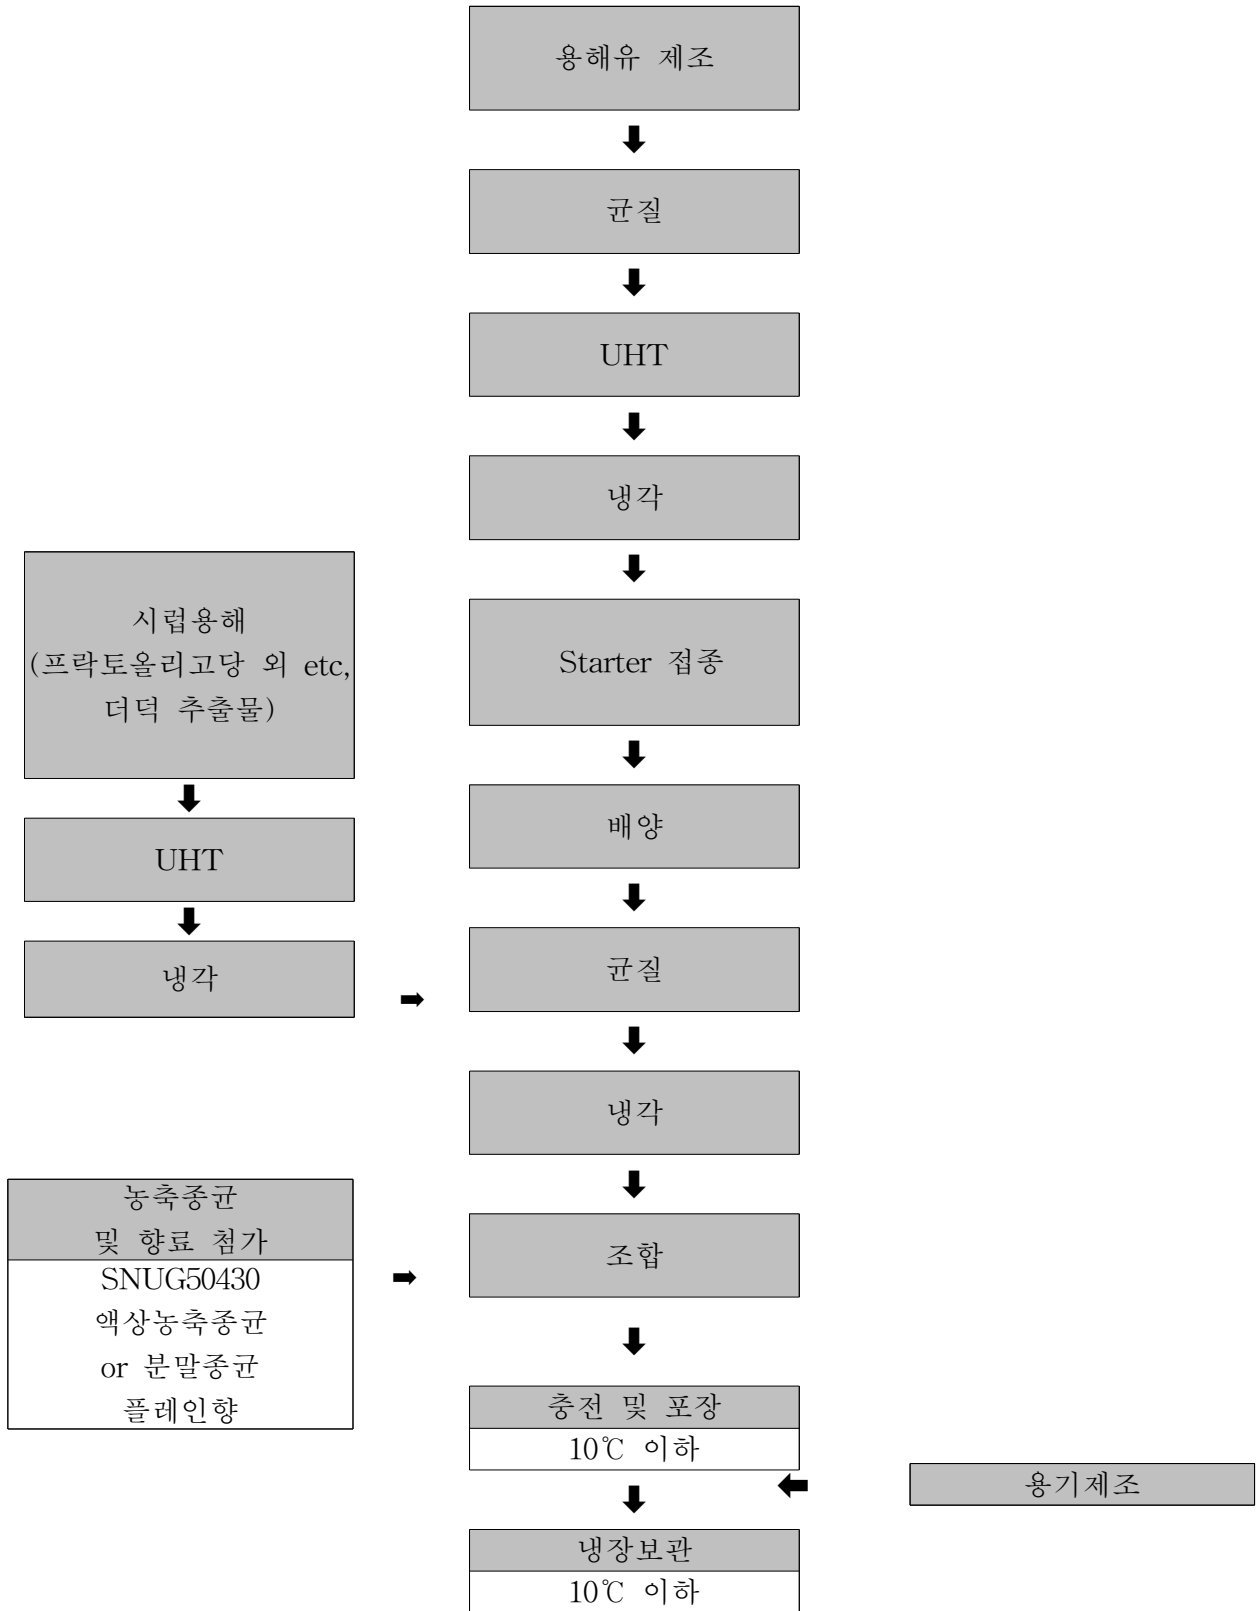 용해유 제조
균질
UHT
냉각
시럽용해
(프락토올리고당 외 etc,
더덕 추출물)
UHT
냉각
Starter 접종
배양
균질
냉각
농축종균
및 향료 첨가
SNUG50430
액상농축종균
or 분말종균
플레인향
조합
충전 및 포장
10℃ 이하
용기제조
냉장보관
10℃ 이하